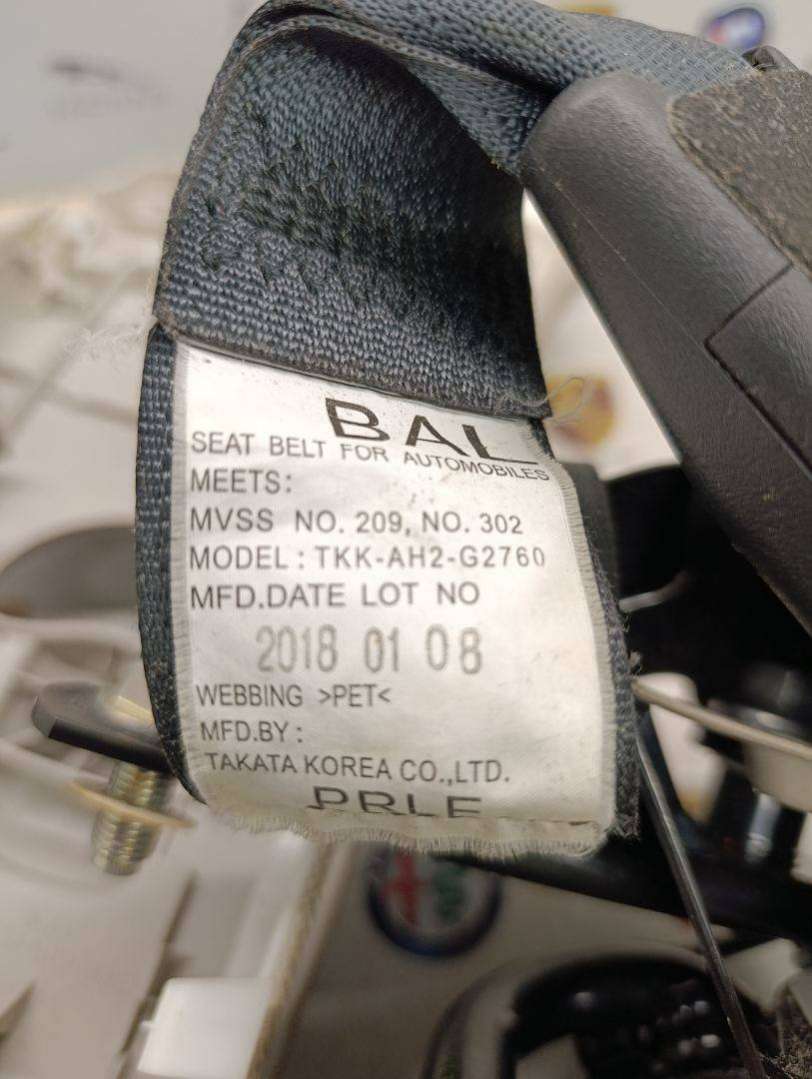 BAL
SEAT BELT FOR AUTOMOBILES
MEETS:
MVSS NO. 209, NO. 302
MODEL : TKK-AH2-G2760
MFD.DATE LOT NO
2018 01 08
WEBBING >PET<
MFD.BY :
TAKATA KOREA CO.,LTD.
PBLF